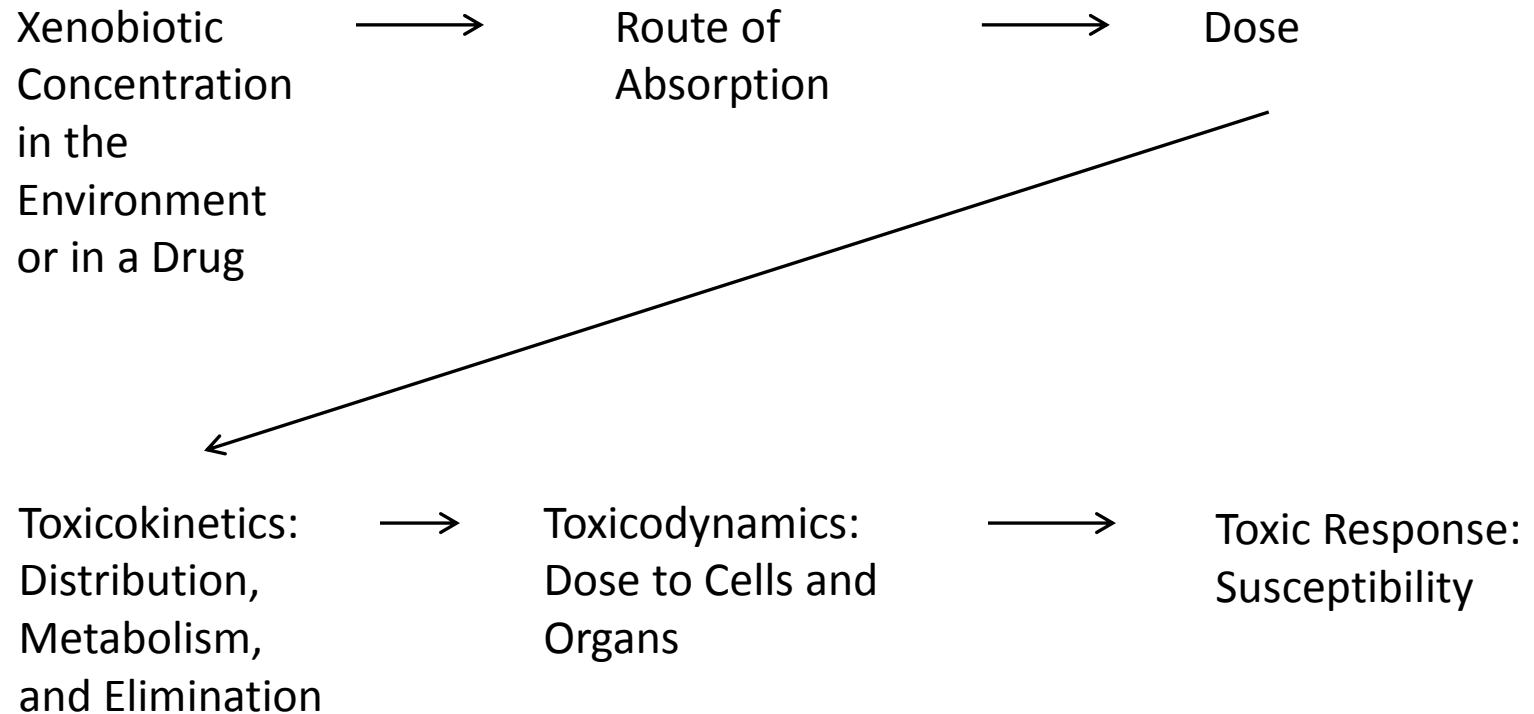 Xenobiotic
Concentration
in the
Environment
or in a Drug
Route of
Absorption
Dose
Toxicokinetics:
Distribution,
Metabolism,
and Elimination
Toxicodynamics:
Dose to Cells and
Organs
Toxic Response:
Susceptibility